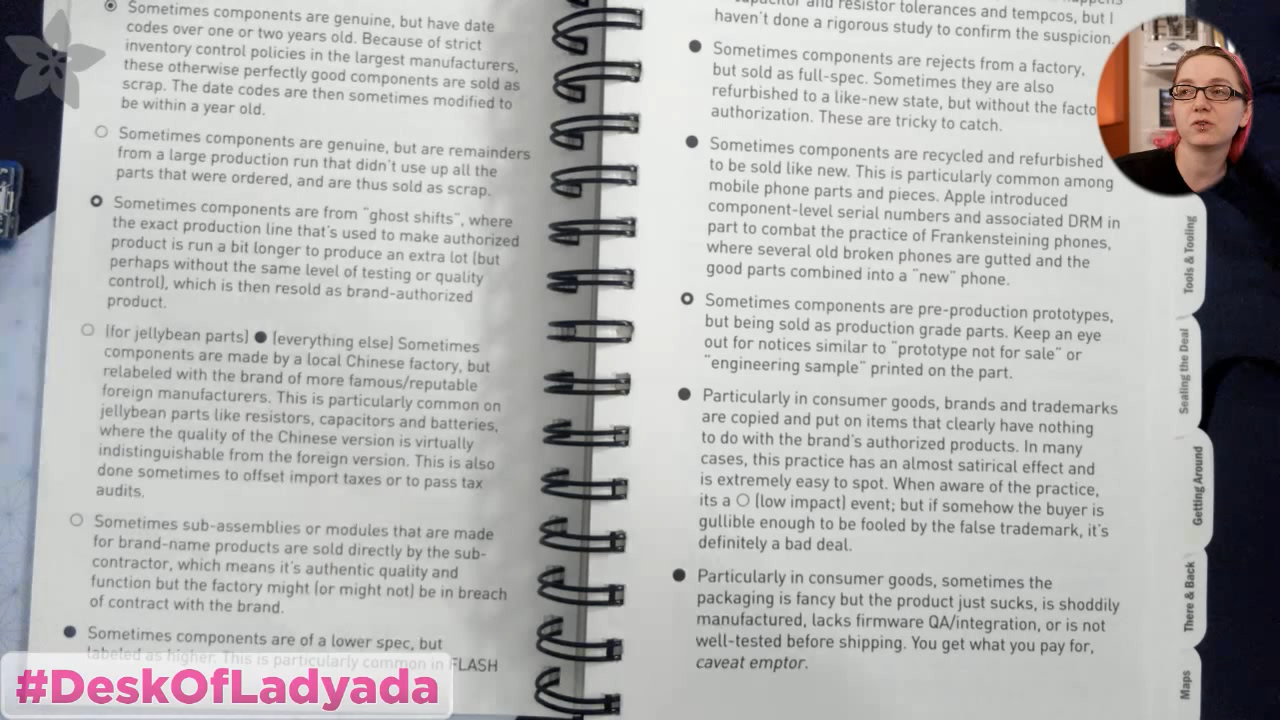 Sometimes components are genuine, but have date
codes over one or two years old. Because of strict
inventory control policies in the largest manufacturers,
these otherwise perfectly good components are sold as
scrap. The date codes are then sometimes modified to
be within a year old.
Sometimes components are genuine, but are remainders
from a large production run that didn't use up all the
parts that were ordered, and are thus sold as scrap.
Sometimes components are from "ghost shifts", where
the exact production line that's used to make authorized
product is run a bit longer to produce an extra lot (but
perhaps without the same level of testing or quality
control), which is then resold as brand-authorized
product.
(for jellybean parts) ● (everything else) Sometimes
components are made by a local Chinese factory, but
relabeled with the brand of more famous/reputable
foreign manufacturers. This is particularly common on
jellybean parts like resistors, capacitors and batteries,
where the quality of the Chinese version is virtually
indistinguishable from the foreign version. This is also
done sometimes to offset import taxes or to pass tax
audits.
Sometimes sub-assemblies or modules that are made
for brand-name products are sold directly by the sub-
contractor, which means it's authentic quality and
function but the factory might (or might not) be in breach
of contract with the brand.
Sometimes components are of a lower spec, but
labeled as higher. This is particularly common in FLASH
and resistor tolerances and tempcos, but I
haven't done a rigorous study to confirm the suspicion.
Sometimes components are rejects from a factory,
but sold as full-spec. Sometimes they are also
refurbished to a like-new state, but without the
authorization. These are tricky to catch.
Sometimes components are recycled and refurbished
to be sold like new. This is particularly common among
mobile phone parts and pieces. Apple introduced
component-level serial numbers and associated DRM in
part to combat the practice of Frankensteining phones,
where several old broken phones are gutted and the
good parts combined into a "new" phone.
Sometimes components are pre-production prototypes,
but being sold as production grade parts. Keep an eye
out for notices similar to "prototype not for sale" or
"engineering sample" printed on the part.
Particularly in consumer goods, brands and trademarks
are copied and put on items that clearly have nothing
to do with the brand's authorized products. In many
cases, this practice has an almost satirical effect and
is extremely easy to spot. When aware of the practice,
its a ○ (low impact) event; but if somehow the buyer is
gullible enough to be fooled by the false trademark, it's
definitely a bad deal.
Particularly in consumer goods, sometimes the
packaging is fancy but the product just sucks, is shoddily
manufactured, lacks firmware QA/integration, or is not
well-tested before shipping. You get what you pay for,
caveat emptor.
Tools & Tooling
Sealing the Deal
Getting Around
There & Back
Maps
#DeskOfLadyada